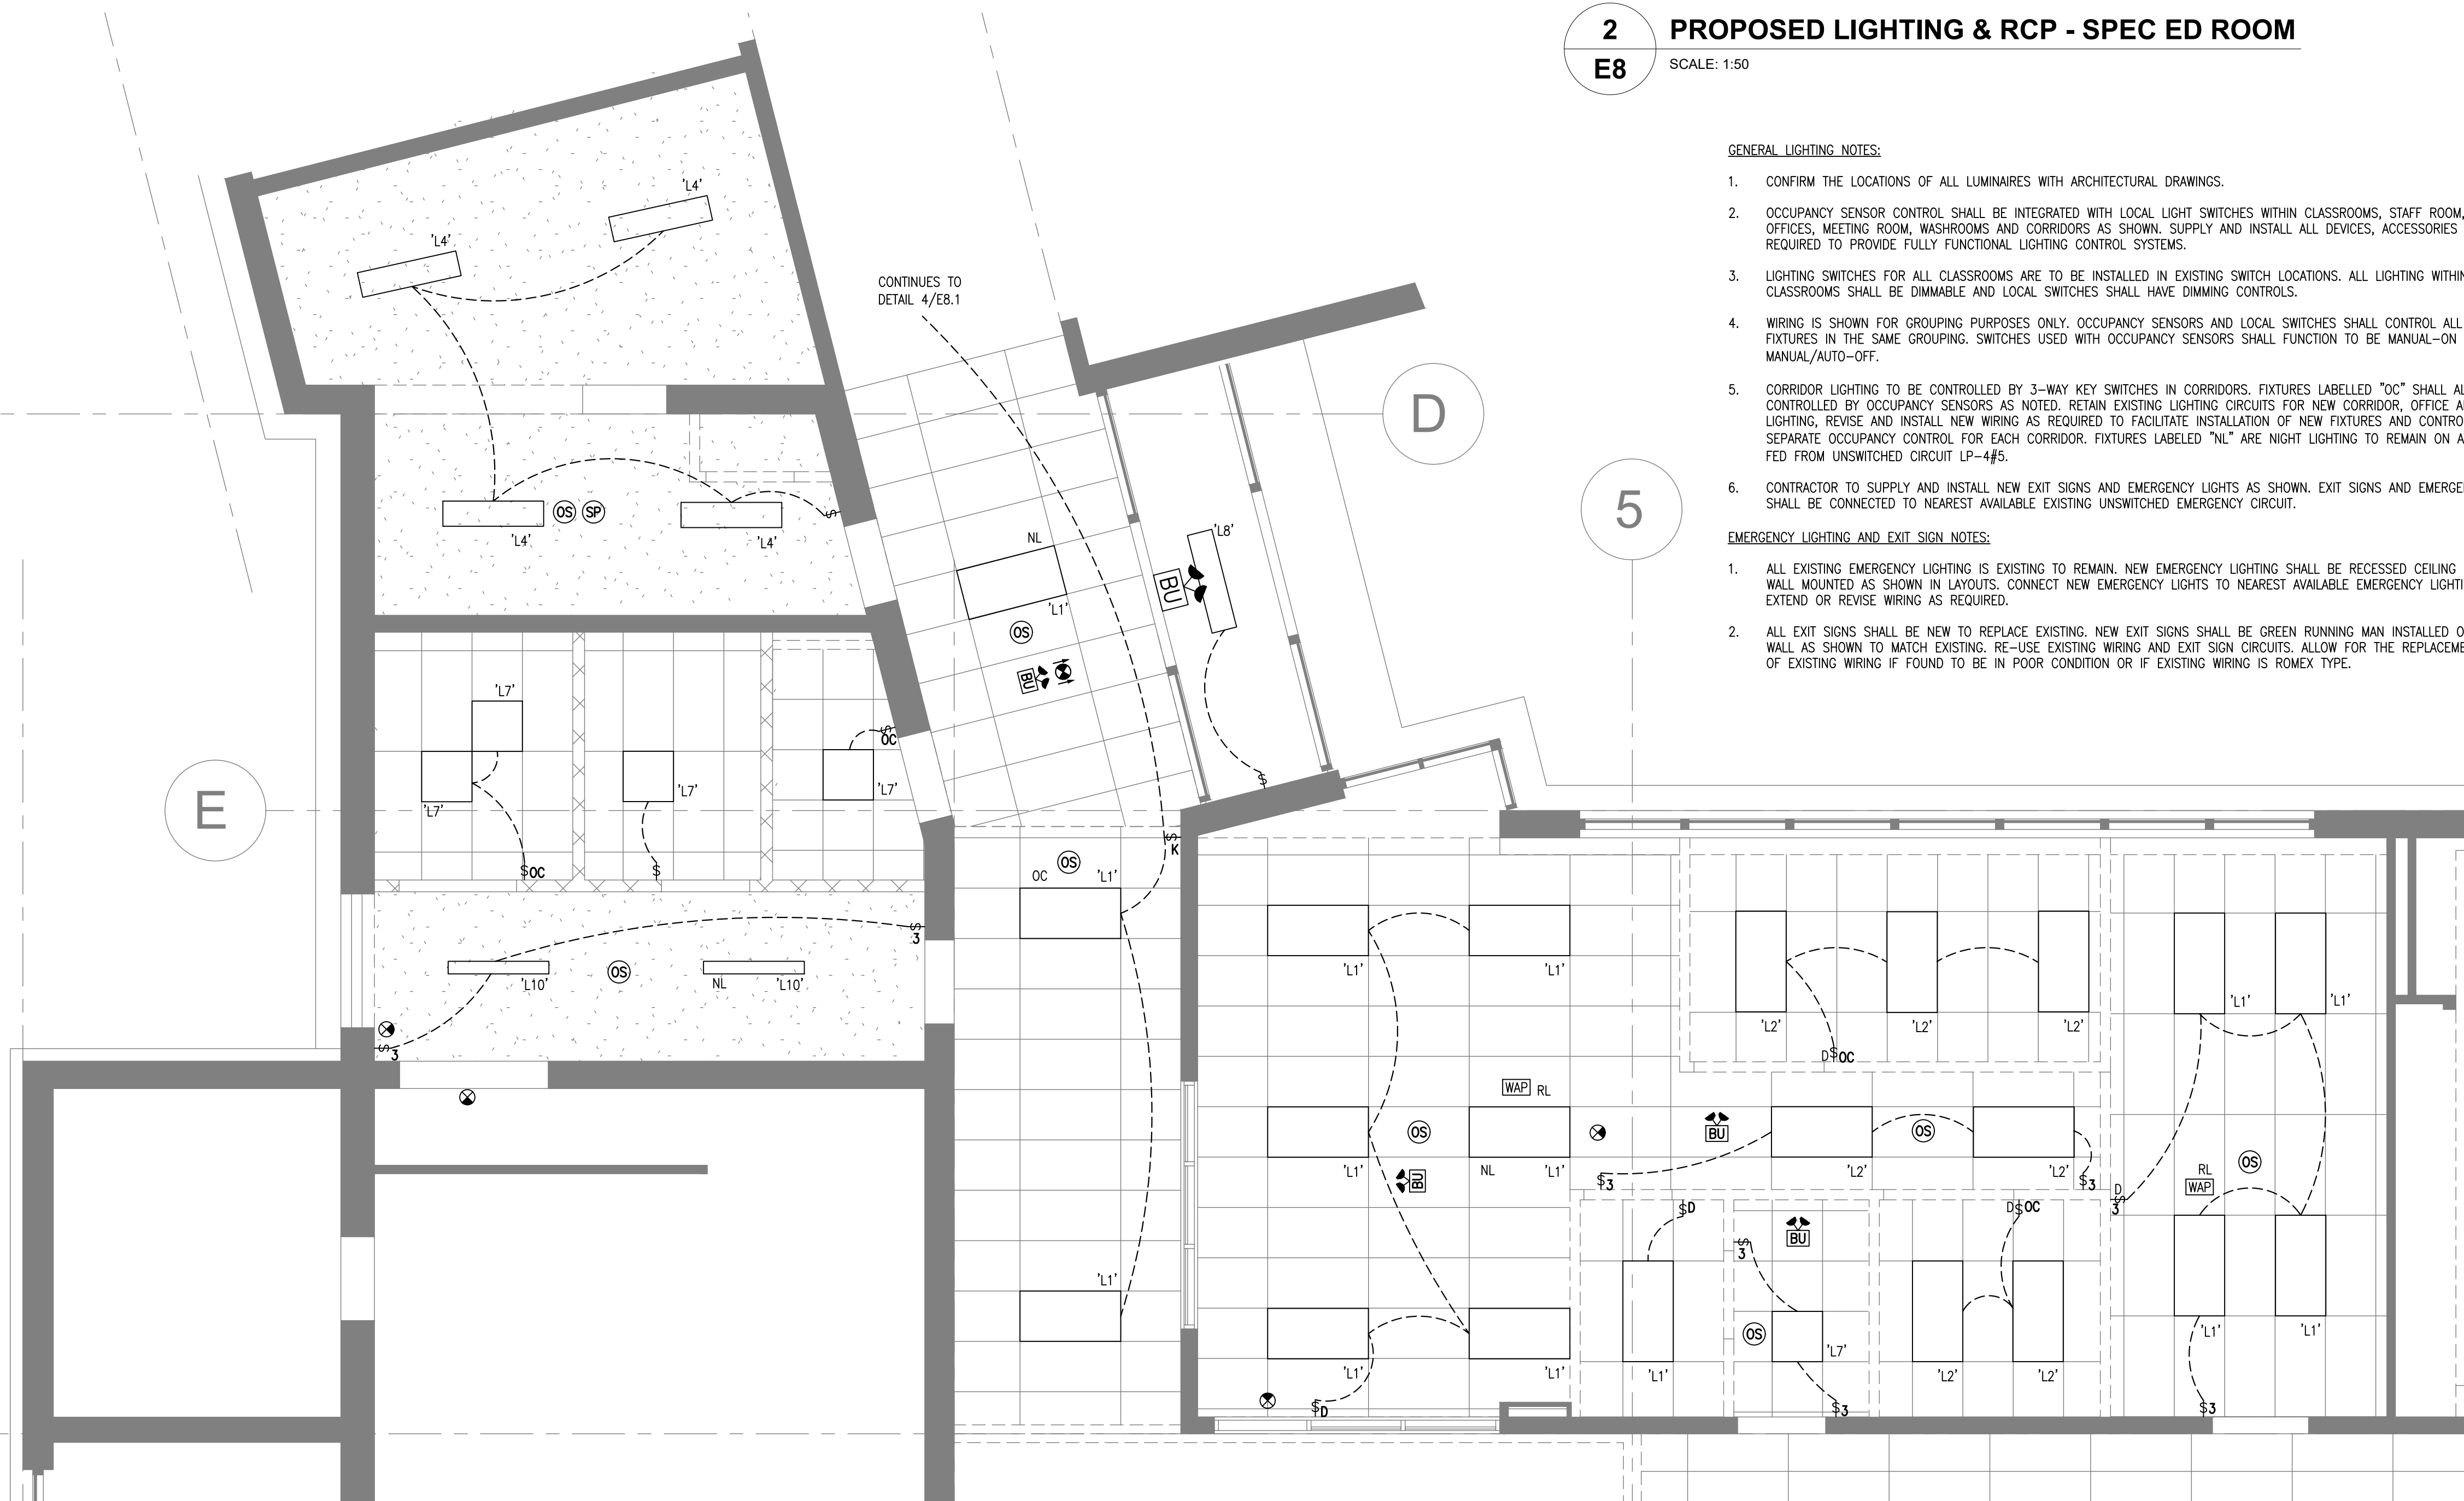 2
E8
PROPOSED LIGHTING & RCP - SPEC ED ROOM
SCALE: 1:50
GENERAL LIGHTING NOTES:
1. CONFIRM THE LOCATIONS OF ALL LUMINAIRES WITH ARCHITECTURAL DRAWINGS.
2. OCCUPANCY SENSOR CONTROL SHALL BE INTEGRATED WITH LOCAL LIGHT SWITCHES WITHIN CLASSROOMS, STAFF ROOM,
OFFICES, MEETING ROOM, WASHROOMS AND CORRIDORS AS SHOWN. SUPPLY AND INSTALL ALL DEVICES, ACCESSORIES
REQUIRED TO PROVIDE FULLY FUNCTIONAL LIGHTING CONTROL SYSTEMS.
3. LIGHTING SWITCHES FOR ALL CLASSROOMS ARE TO BE INSTALLED IN EXISTING SWITCH LOCATIONS. ALL LIGHTING WITHIN
CLASSROOMS SHALL BE DIMMABLE AND LOCAL SWITCHES SHALL HAVE DIMMING CONTROLS.
4. WIRING IS SHOWN FOR GROUPING PURPOSES ONLY. OCCUPANCY SENSORS AND LOCAL SWITCHES SHALL CONTROL ALL
FIXTURES IN THE SAME GROUPING. SWITCHES USED WITH OCCUPANCY SENSORS SHALL FUNCTION TO BE MANUAL-ON
MANUAL/AUTO-OFF.
5. CORRIDOR LIGHTING TO BE CONTROLLED BY 3-WAY KEY SWITCHES IN CORRIDORS. FIXTURES LABELLED "OC" SHALL AL
CONTROLLED BY OCCUPANCY SENSORS AS NOTED. RETAIN EXISTING LIGHTING CIRCUITS FOR NEW CORRIDOR, OFFICE A
LIGHTING, REVISE AND INSTALL NEW WIRING AS REQUIRED TO FACILITATE INSTALLATION OF NEW FIXTURES AND CONTRO
SEPARATE OCCUPANCY CONTROL FOR EACH CORRIDOR. FIXTURES LABELED "NL" ARE NIGHT LIGHTING TO REMAIN ON A
FED FROM UNSWITCHED CIRCUIT LP-4#5.
6. CONTRACTOR TO SUPPLY AND INSTALL NEW EXIT SIGNS AND EMERGENCY LIGHTS AS SHOWN. EXIT SIGNS AND EMERGE
SHALL BE CONNECTED TO NEAREST AVAILABLE EXISTING UNSWITCHED EMERGENCY CIRCUIT.
EMERGENCY LIGHTING AND EXIT SIGN NOTES:
1. ALL EXISTING EMERGENCY LIGHTING IS EXISTING TO REMAIN. NEW EMERGENCY LIGHTING SHALL BE RECESSED CEILING
WALL MOUNTED AS SHOWN IN LAYOUTS. CONNECT NEW EMERGENCY LIGHTS TO NEAREST AVAILABLE EMERGENCY LIGHTI
EXTEND OR REVISE WIRING AS REQUIRED.
2. ALL EXIT SIGNS SHALL BE NEW TO REPLACE EXISTING. NEW EXIT SIGNS SHALL BE GREEN RUNNING MAN INSTALLED O
WALL AS SHOWN TO MATCH EXISTING. RE-USE EXISTING WIRING AND EXIT SIGN CIRCUITS. ALLOW FOR THE REPLACEME
OF EXISTING WIRING IF FOUND TO BE IN POOR CONDITION OR IF EXISTING WIRING IS ROMEX TYPE.
'L4'
'L4'
CONTINUES TO
DETAIL 4/E8.1
D
5
OS SP
$
'L4'
'L4'
NL
'L8'
BU
'L1'
OS
BU
'L7'
$
OC
'L7'
'L7'
'L7'
$
E
$
K
$OC
$
OS
OC
'L1'
$
3
OS
'L10'
NL
'L10'
$
3
'L1'
'L1'
'L1'
'L1'
'L2'
'L2'
'L2'
D$OC
WAP RL
OS
BU
OS
'L1'
NL
'L1'
'L2'
'L2'
OS
RL
WAP
BU
$3
$3
D
$
3
$D
D$OC
BU
$
3
'L1'
OS
'L7'
'L1'
'L1'
'L1'
'L1'
'L1'
'L2'
'L2'
$D
$3
$3